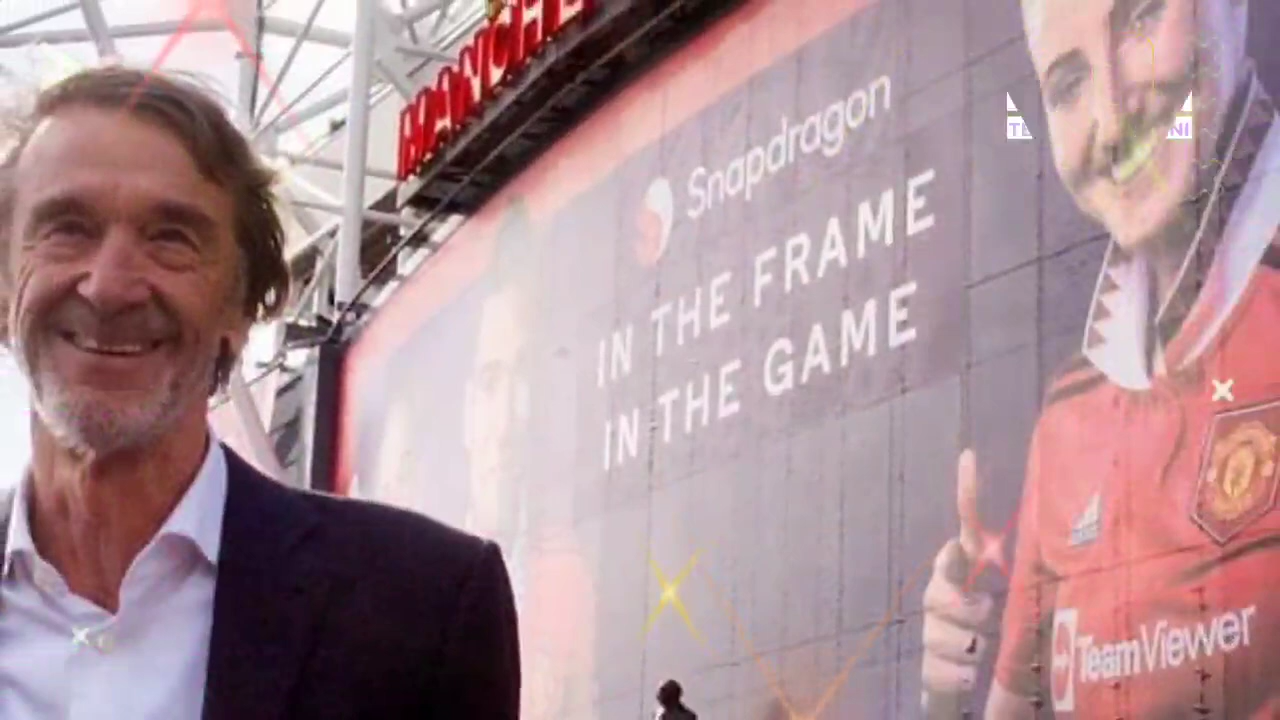 MANCHE
Snapdragon
IN THE FRAME
IN THE GAME
TeamViewer